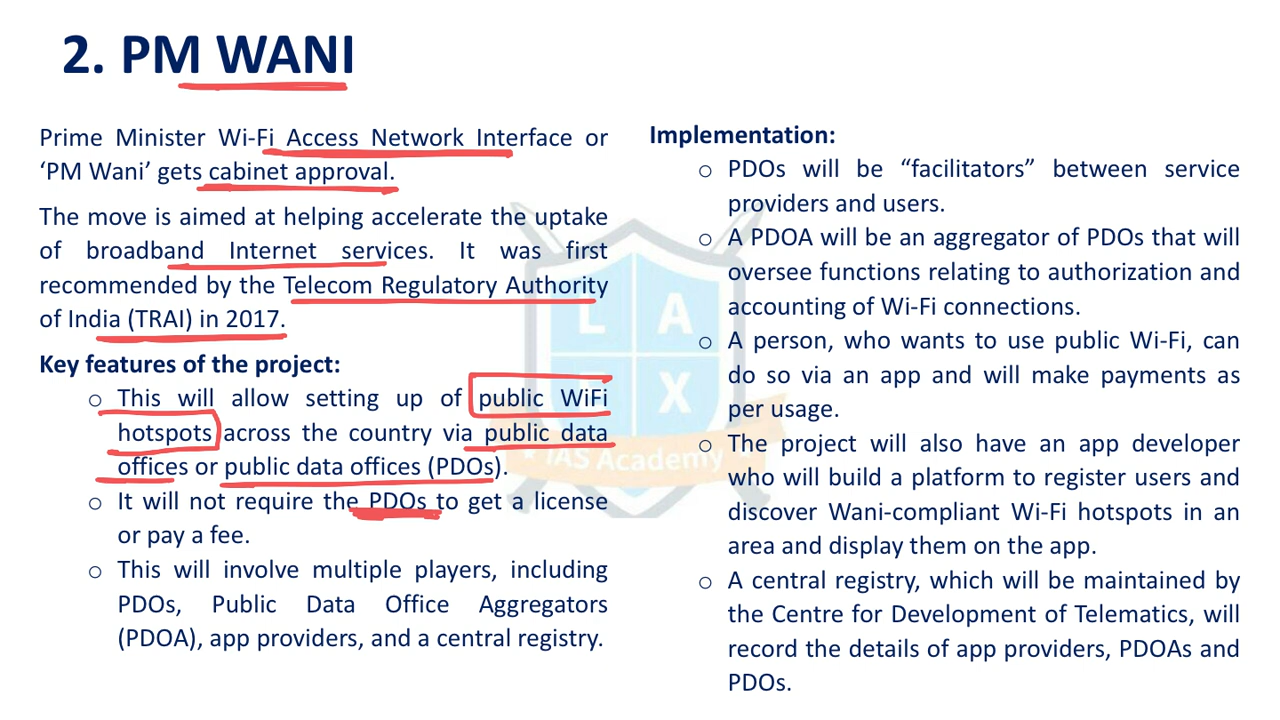 2. PM WANI
Prime Minister Wi-Fi Access Network Interface or
‘PM Wani’ gets cabinet approval.
The move is aimed at helping accelerate the uptake
of broadband Internet services. It was first
recommended by the Telecom Regulatory Authority
of India (TRAI) in 2017.
Key features of the project:
○ This will allow setting up of public WiFi
hotspots across the country via public data
offices or public data offices (PDOs).
○ It will not require the PDOs to get a license
or pay a fee.
○ This will involve multiple players, including
PDOs, Public Data Office Aggregators
(PDOA), app providers, and a central registry.
Implementation:
○ PDOs will be “facilitators” between service
providers and users.
○ A PDOA will be an aggregator of PDOs that will
oversee functions relating to authorization and
accounting of Wi-Fi connections.
○ A person, who wants to use public Wi-Fi, can
do so via an app and will make payments as
per usage.
○ The project will also have an app developer
who will build a platform to register users and
discover Wani-compliant Wi-Fi hotspots in an
area and display them on the app.
○ A central registry, which will be maintained by
the Centre for Development of Telematics, will
record the details of app providers, PDOAs and
PDOs.
L A
E X
IAS Academy